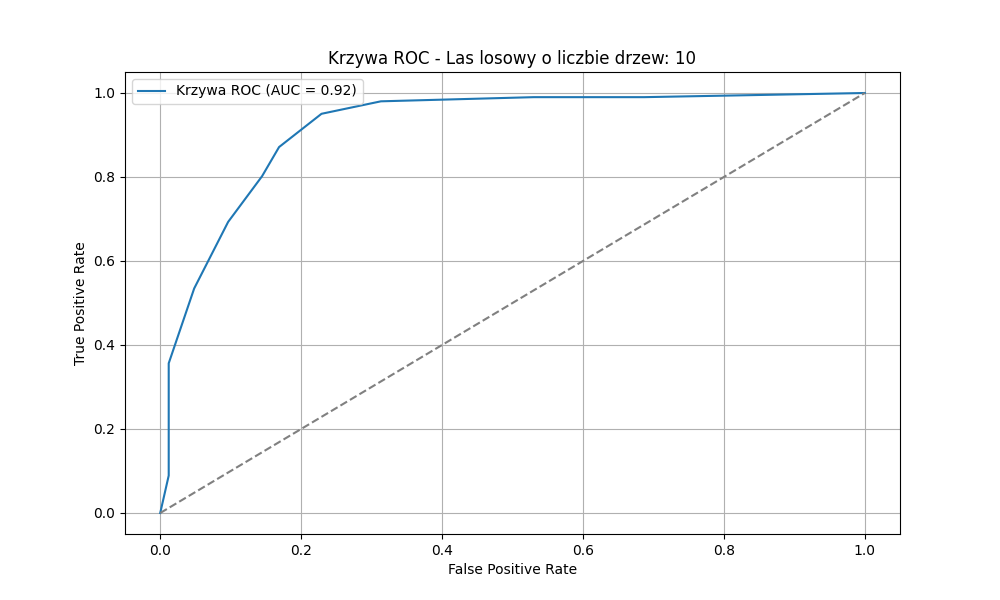 Krzywa ROC - Las losowy o liczbie drzew: 10
Krzywa ROC (AUC = 0.92)
True Positive Rate
1.0
0.8
0.6
0.4
0.2
0.0
0.0 0.2 0.4 0.6 0.8 1.0
False Positive Rate